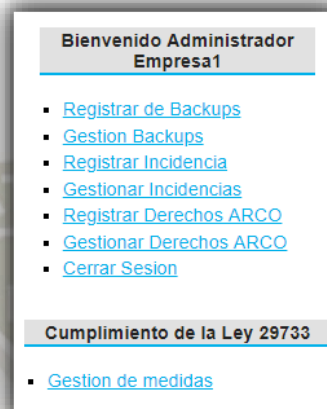 Bienvenido Administrador
Empresa1
Registrar de Backups
Gestion Backups
Registrar Incidencia
Gestionar Incidencias
Registrar Derechos ARCO
Gestionar Derechos ARCO
Cerrar Sesion
Cumplimiento de la Ley 29733
Gestion de medidas